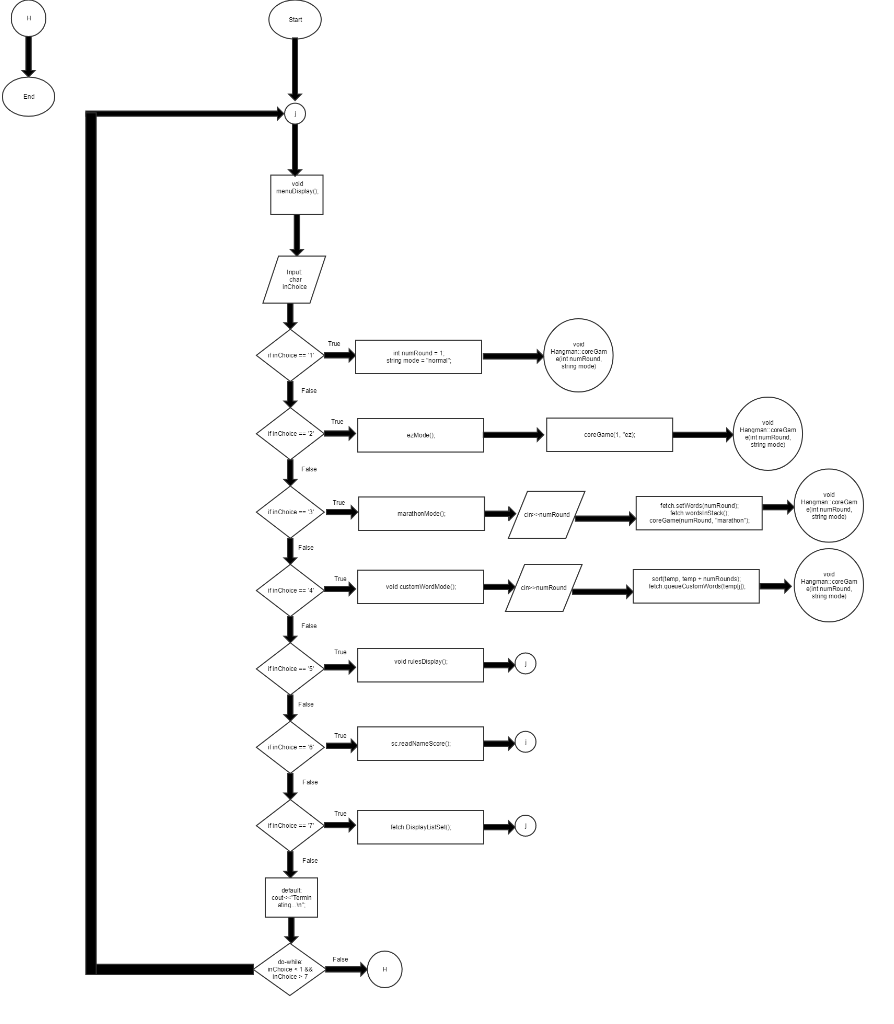 H
Start
End
j
void
menuDisplay();
Input:
char
inChoice
if inChoice == '1'
True
int numRound = 1;
string mode = "normal";
void
Hangman::coreGam
e(int numRound,
string mode)
False
if inChoice == '2'
True
ezMode();
coreGame(1, "ez);
void
Hangman::coreGam
e(int numRound,
string mode)
False
if inChoice == '3'
True
marathonMode();
cin>>numRound
fetch.setWords(numRound);
fetch.wordsInStack();
coreGame(numRound, "marathon");
void
Hangman::coreGam
e(int numRound,
string mode)
False
if inChoice == '4'
True
void customWordMode();
cin>>numRound
sort(temp, temp + numRounds);
fetch.queueCustomWords(temp[j]);
void
Hangman::coreGam
e(int numRound,
string mode)
False
if inChoice == '5'
True
void rulesDisplay();
j
False
if inChoice == '6'
True
sc.readNameScore();
False
if inChoice == '7'
True
fetch.DisplayListSet();
j
False
default:
cout<<"Termin
ating...\n";
do-while:
inChoice < 1 &&
inChoice > 7
False
H